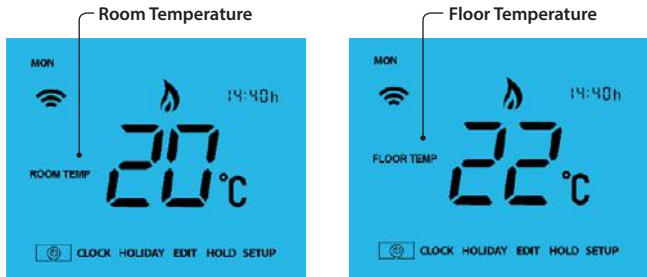 Room Temperature
MON
14:40h
ROOM TEMP
20°C
CLOCK HOLIDAY EDIT HOLD SETUP
Floor Temperature
MON
14:40h
FLOOR TEMP
22°C
CLOCK HOLIDAY EDIT HOLD SETUP